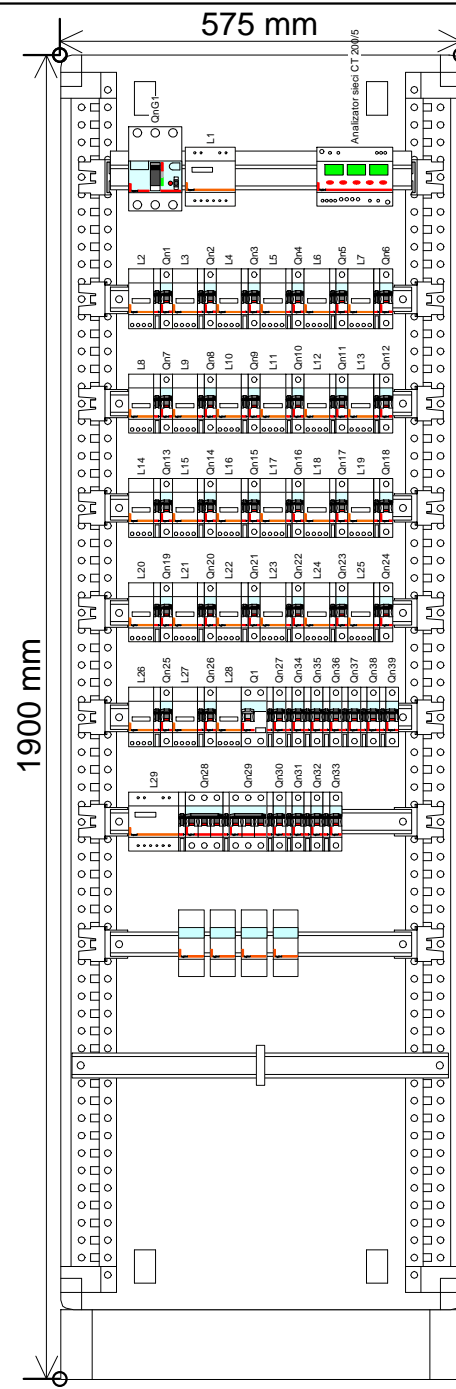 575 mm
1900 mm
QnG1
L1
Analizator sieci CT 200/5
L2 Qn1 L3 Qn2 L4 Qn3 L5 Qn4 L6 Qn5 L7 Qn6
L8 Qn7 L9 Qn8 L10 Qn9 L11 Qn10 L12 Qn11 L13 Qn12
L14 Qn13 L15 Qn14 L16 Qn15 L17 Qn16 L18 Qn17 L19 Qn18
L20 Qn19 L21 Qn20 L22 Qn21 L23 Qn22 L24 Qn23 L25 Qn24
L26 Qn25 L27 Qn26 L28 Q1 Qn27 Qn34 Qn35 Qn36 Qn37 Qn38 Qn39
L29 Qn28 Qn29 Qn30 Qn31 Qn32 Qn33